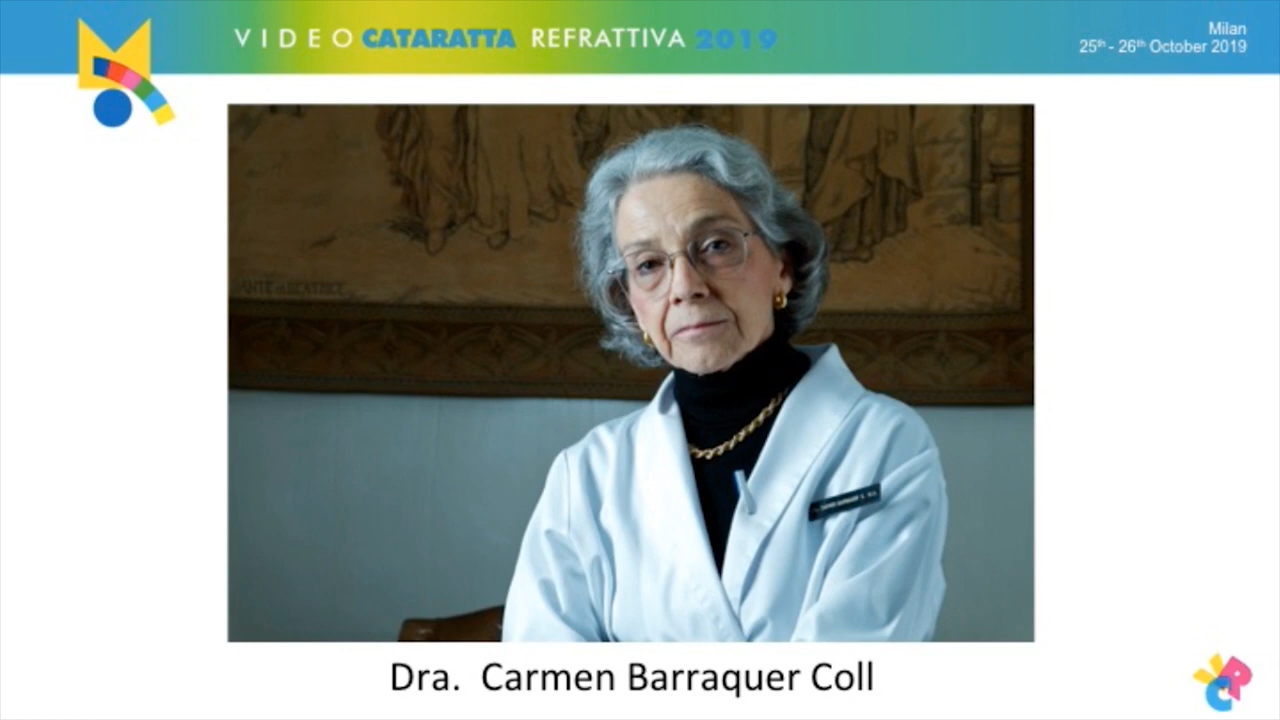 VIDEO CATARATTA REFRATTIVA 2019
Milan
25th - 26th October 2019
Dra. Carmen Barraquer Coll